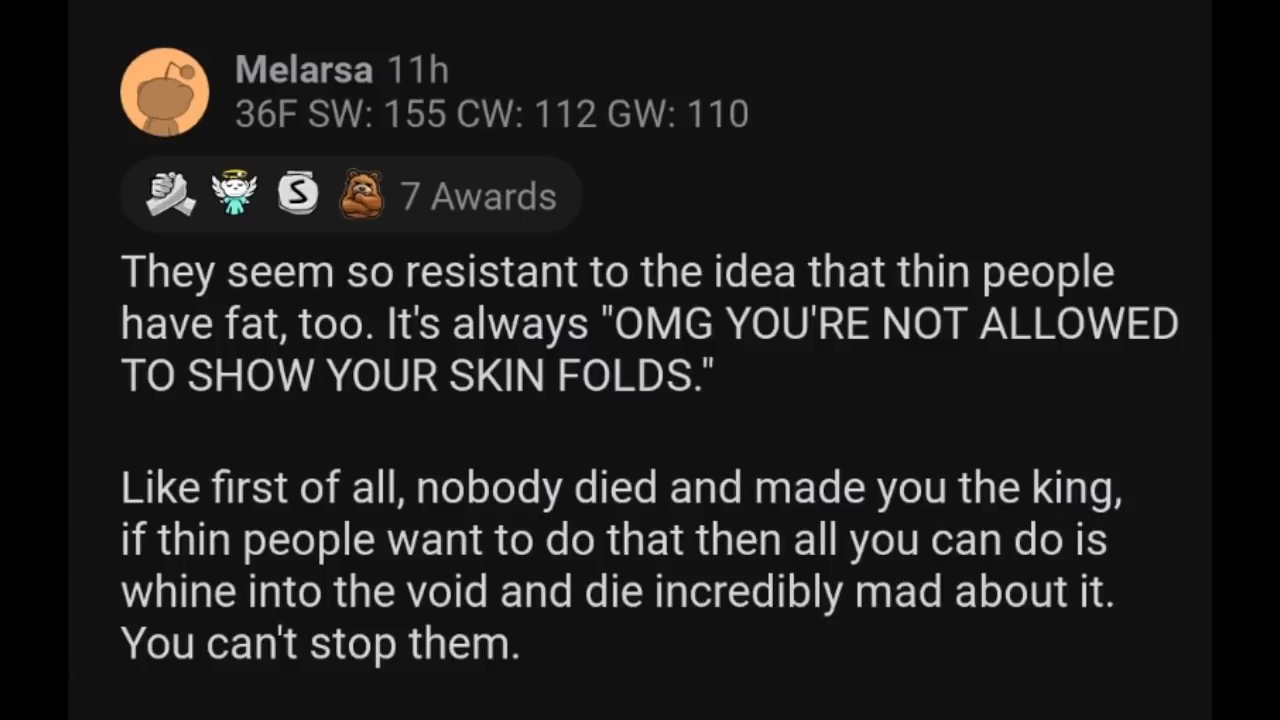 Melarsa 11h
36F SW: 155 CW: 112 GW: 110
S 7 Awards
They seem so resistant to the idea that thin people
have fat, too. It's always "OMG YOU'RE NOT ALLOWED
TO SHOW YOUR SKIN FOLDS."
Like first of all, nobody died and made you the king,
if thin people want to do that then all you can do is
whine into the void and die incredibly mad about it.
You can't stop them.